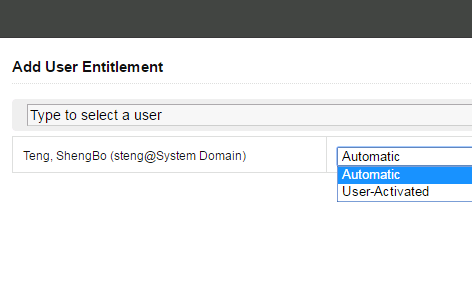 Add User Entitlement
Type to select a user
Teng, ShengBo (steng@System Domain)
Automatic
Automatic
User-Activated